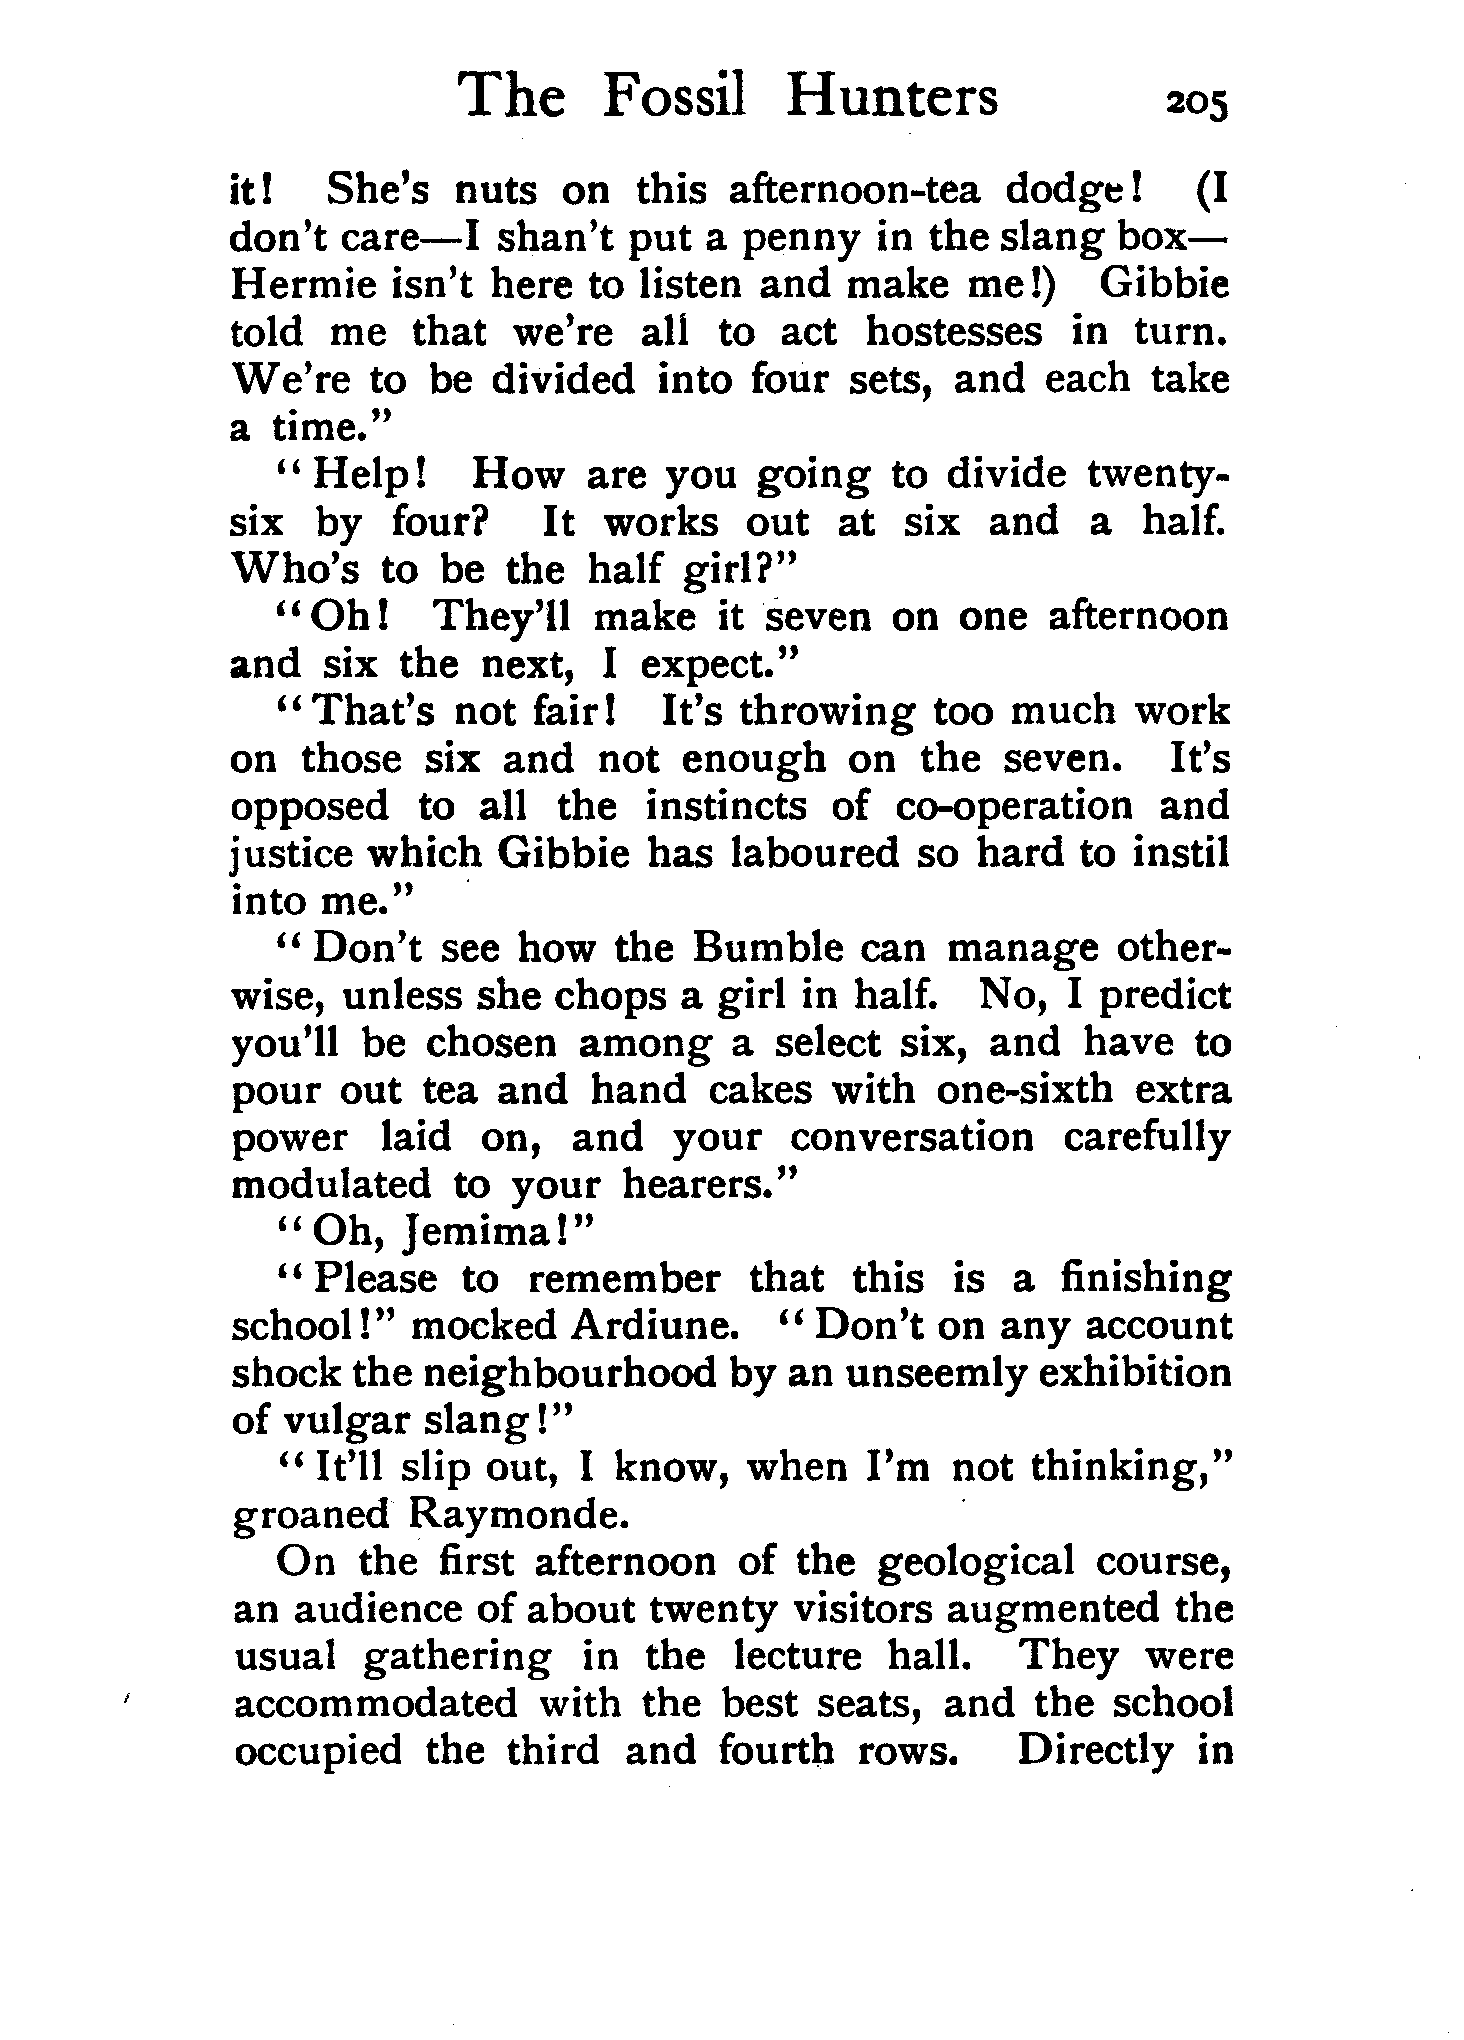 The Fossil Hunters 205
it! She's nuts on this afternoon-tea dodge! (I
don't care—I shan't put a penny in the slang box—
Hermie isn't here to listen and make me!) Gibbie
told me that we're all to act hostesses in turn.
We're to be divided into four sets, and each take
a time."
"Help! How are you going to divide twenty-
six by four? It works out at six and a half.
Who's to be the half girl?"
"Oh! They'll make it seven on one afternoon
and six the next, I expect."
"That's not fair! It's throwing too much work
on those six and not enough on the seven. It's
opposed to all the instincts of co-operation and
justice which Gibbie has laboured so hard to instil
into me."
"Don't see how the Bumble can manage other-
wise, unless she chops a girl in half. No, I predict
you'll be chosen among a select six, and have to
pour out tea and hand cakes with one-sixth extra
power laid on, and your conversation carefully
modulated to your hearers."
"Oh, Jemima!"
"Please to remember that this is a finishing
school!" mocked Ardiune. "Don't on any account
shock the neighbourhood by an unseemly exhibition
of vulgar slang!"
"It'll slip out, I know, when I'm not thinking,"
groaned Raymonde.
On the first afternoon of the geological course,
an audience of about twenty visitors augmented the
usual gathering in the lecture hall. They were
accommodated with the best seats, and the school
occupied the third and fourth rows. Directly in